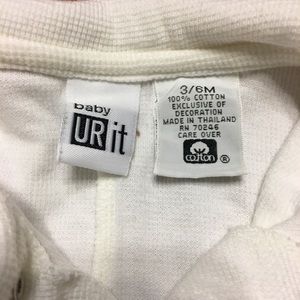 baby
UR it
3/6M
100% COTTON
EXCLUSIVE OF
DECORATION
MADE IN THAILAND
RN 70246
CARE OVER
cotton ®